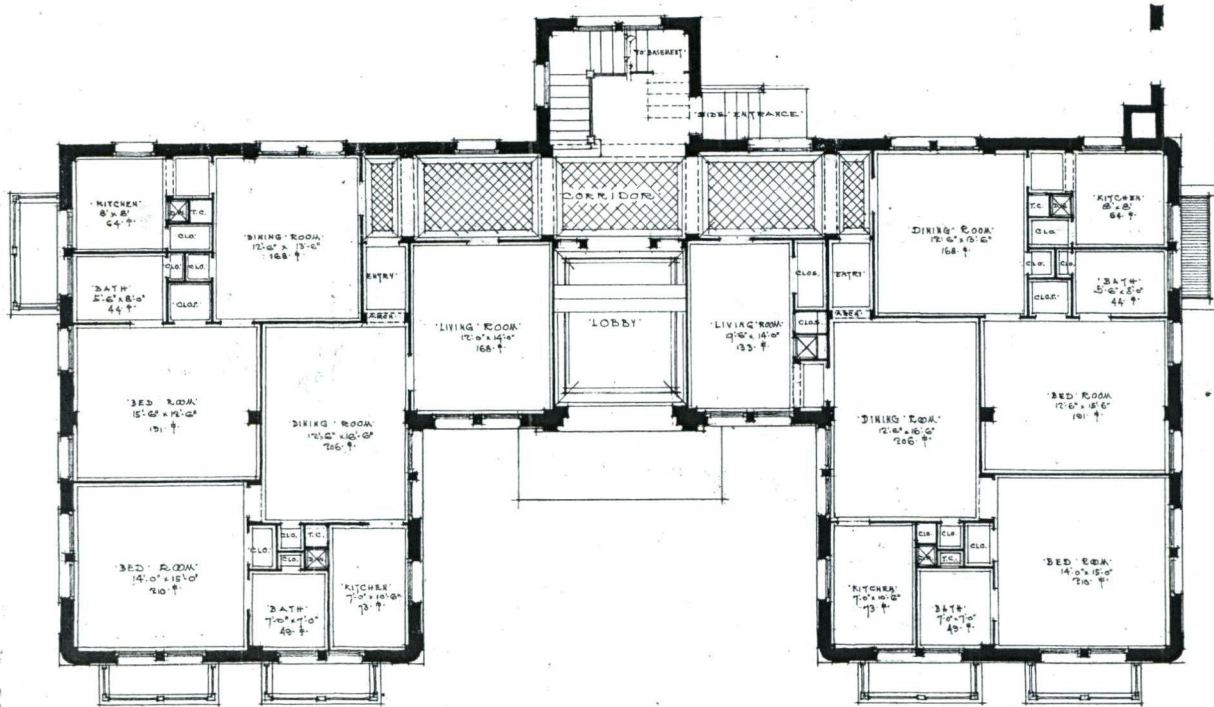 TO BASEMENT
SIDE ENTRANCE
CORRIDOR
KITCHEN
8' x 8'
64
T.C.
CLO.
DINING ROOM
12'-6" x 13'-6"
168
CLO.
CLO.
CLOS.
BATH
5'-6" x 8'-0"
44
ENTRY
LIVING ROOM
12'-0" x 14'-0"
168
LOBBY
LIVING ROOM
9'-6" x 14'-0"
133
CLOS.
CLOS.
ENTRY
DINING ROOM
12'-6" x 13'-6"
168
T.C.
CLO.
CLO.
CLO.
CLOS.
KITCHEN
8' x 8'
64
BATH
5'-6" x 8'-0"
44
BED ROOM
15'-6" x 12'-6"
191
DINING ROOM
12'-6" x 16'-6"
206
DINING ROOM
12'-6" x 16'-6"
206
BED ROOM
12'-6" x 15'-6"
191
BED ROOM
14'-0" x 15'-0"
210
CLO.
CLO.
T.C.
CLO.
BATH
7'-0" x 7'-0"
49
KITCHEN
7'-0" x 10'-6"
73
KITCHEN
7'-0" x 10'-6"
73
CLO.
CLO.
CLO.
T.C.
BATH
7'-0" x 7'-0"
49
BED ROOM
14'-0" x 15'-0"
210